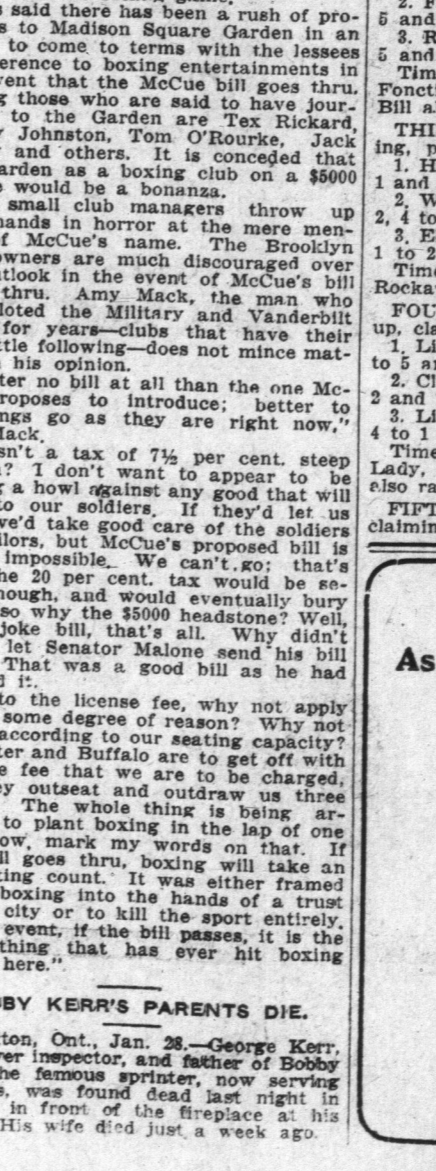 s said there has been a rush of pro-
s to Madison Square Garden in an
to come to terms with the lessees
erence to boxing entertainments in
vent that the McCue bill goes thru.
g those who are said to have jour-
to the Garden are Tex Rickard,
y Johnston, Tom O'Rourke, Jack
and others. It is conceded that
arden as a boxing club on a $5000
e would be a bonanza.
small club managers throw up
hands in horror at the mere men-
of McCue's name. The Brooklyn
owners are much discouraged over
utlook in the event of McCue's bill
thru. Amy Mack, the man who
iloted the Military and Vanderbilt
for years—clubs that have their
ttle following—does not mince mat-
his opinion.
ter no bill at all than the one Mc-
roposes to introduce; better to
ngs go as they are right now,"
Mack.
sn't a tax of 7½ per cent. steep
h? I don't want to appear to be
g a howl against any good that will
to our soldiers. If they'd let us
we'd take good care of the soldiers
ilors, but McCue's proposed bill is
impossible. We can't go; that's
he 20 per cent. tax would be se-
nough, and would eventually bury
so why the $5000 headstone? Well,
joke bill, that's all. Why didn't
let Senator Malone send his bill
That was a good bill as he had
d it.
to the license fee, why not apply
some degree of reason? Why not
according to our seating capacity?
ter and Buffalo are to get off with
e fee that we are to be charged,
ey outseat and outdraw us three
The whole thing is being ar-
to plant boxing in the lap of one
ow, mark my words on that. If
ll goes thru, boxing will take an
ting count. It was either framed
boxing into the hands of a trust
city or to kill the sport entirely.
event, if the bill passes, it is the
thing that has ever hit boxing
here."
BBY KERR'S PARENTS DIE.
ton, Ont., Jan. 28.—George Kerr,
ver inspector, and father of Bobby
he famous sprinter, now serving
s, was found dead last night in
in front of the fireplace at his
His wife died just a week ago.
5 and
3. R
5 and
Tim
Foncti
Bill a
THI
ing, p
1. H
1 and
2. W
2, 4 to
3. E
1 to 2
Time
Rocka
FOU
up, cla
1. Li
to 5 a
2. Cl
2 and
3. Li
4 to 1
Time
Lady,
also ra
FIFT
claimin
As